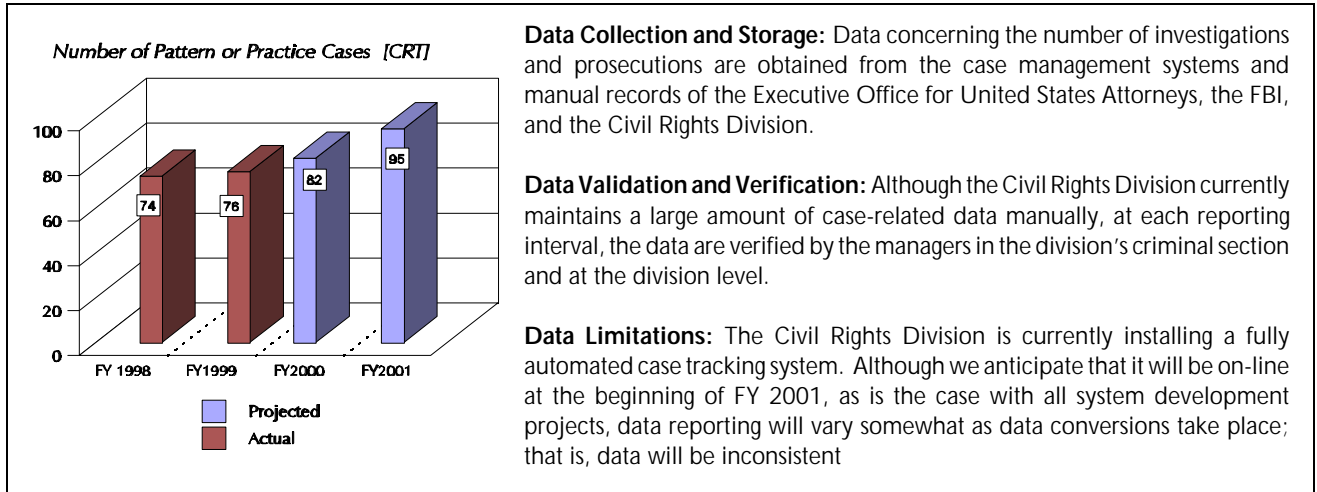 Number of Pattern or Practice Cases [CRT]
100
80
60
40
20
0
74
76
82
95
FY 1998
FY1999
FY2000
FY2001
Projected
Actual
Data Collection and Storage: Data concerning the number of investigations
and prosecutions are obtained from the case management systems and
manual records of the Executive Office for United States Attorneys, the FBI,
and the Civil Rights Division.
Data Validation and Verification: Although the Civil Rights Division currently
maintains a large amount of case-related data manually, at each reporting
interval, the data are verified by the managers in the division's criminal section
and at the division level.
Data Limitations: The Civil Rights Division is currently installing a fully
automated case tracking system. Although we anticipate that it will be on-line
at the beginning of FY 2001, as is the case with all system development
projects, data reporting will vary somewhat as data conversions take place;
that is, data will be inconsistent